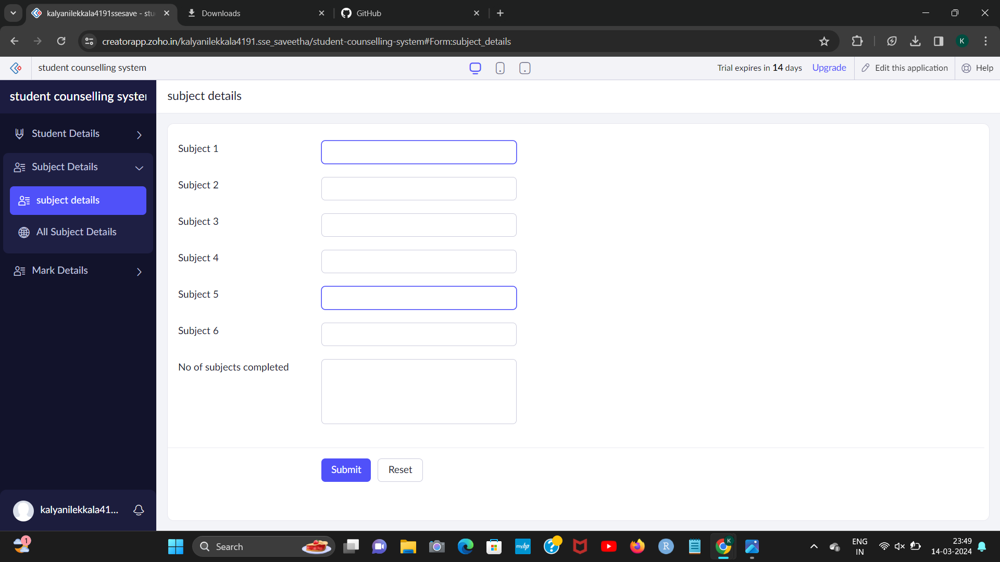 kalyanilekkala4191ssesave - stu
Downloads
GitHub
creatorapp.zoho.in/kalyanilekkala4191.sse_saveetha/student-counselling-system#Form:subject_details
K
student counselling system
Trial expires in 14 days
Upgrade
Edit this application
Help
student counselling syster
subject details
Student Details
Subject Details
subject details
All Subject Details
Mark Details
Subject 1
Subject 2
Subject 3
Subject 4
Subject 5
Subject 6
No of subjects completed
Submit
Reset
kalyanilekkala41...
1
Search
myhp
R
K
ENG
IN
23:49
14-03-2024